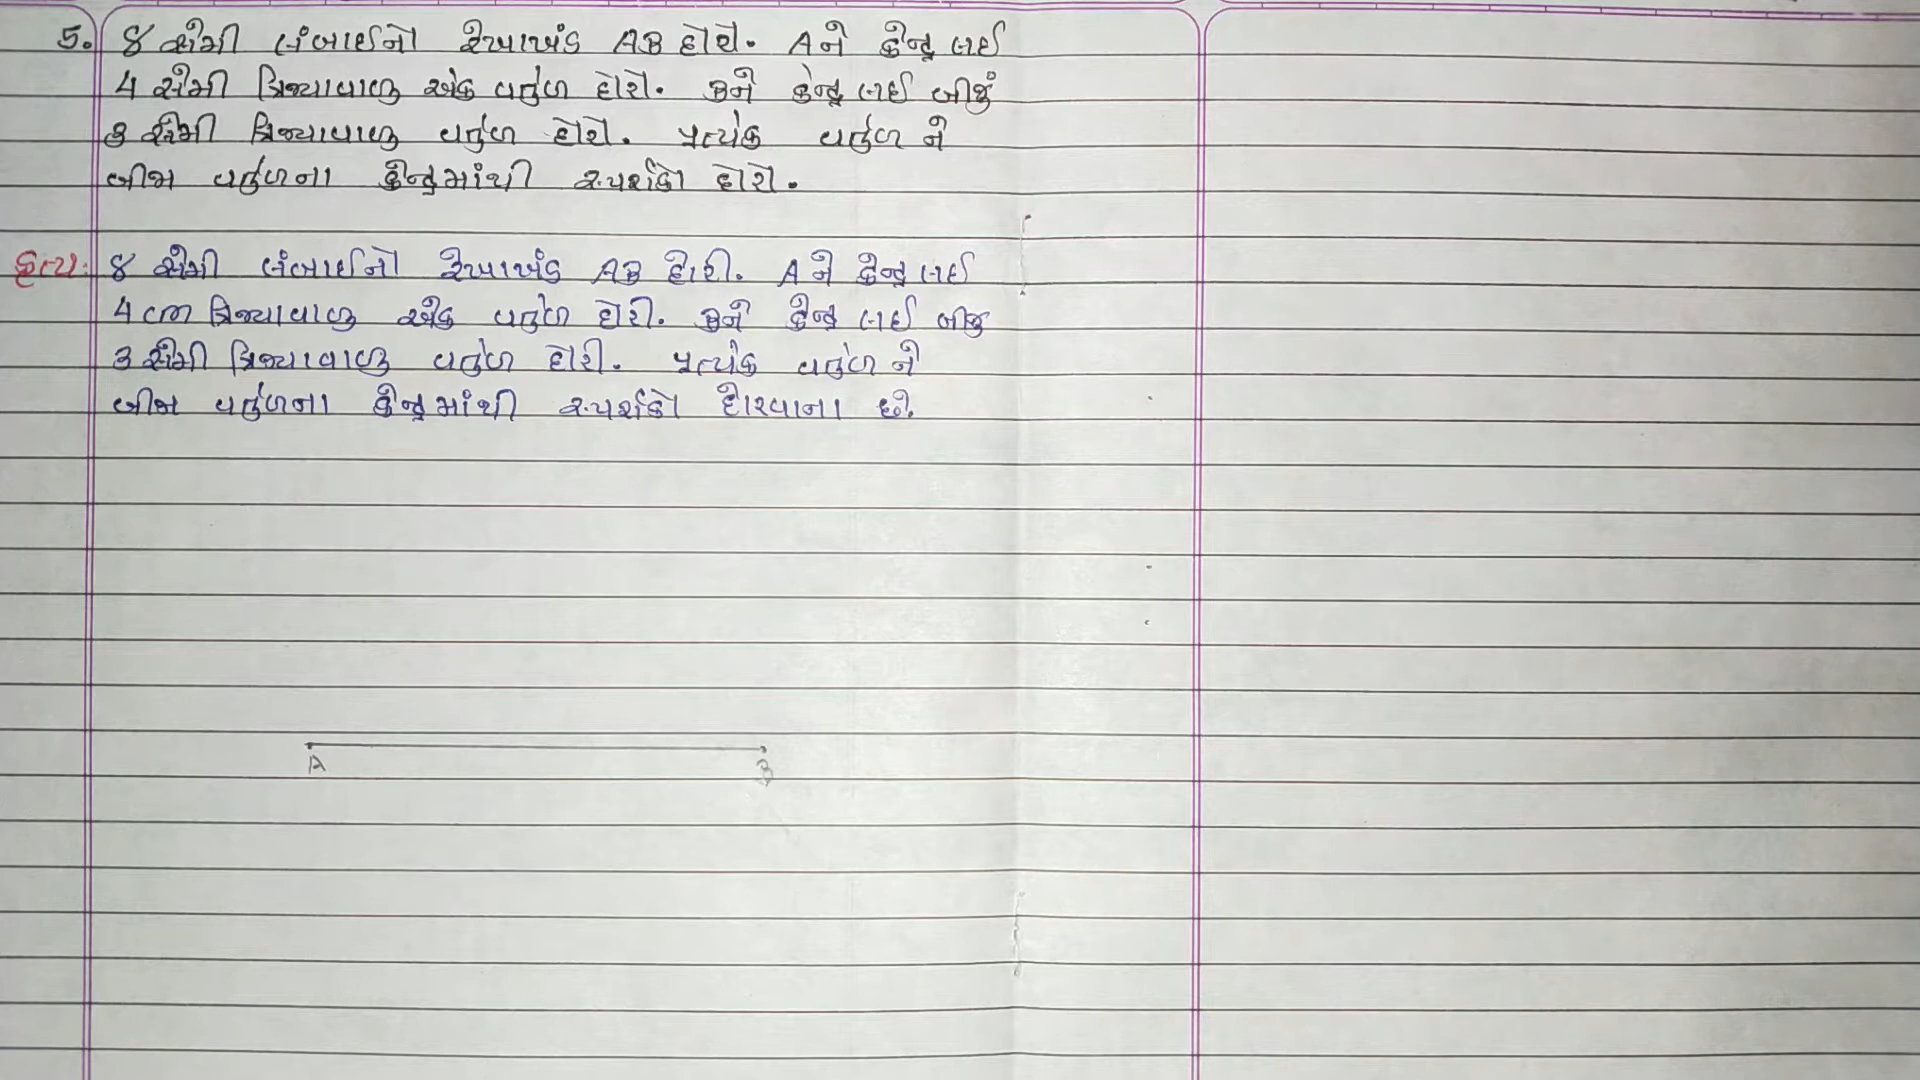 5. 8 સેમી લંબાઈનો રેખાખંડ AB દોરો. A ને કેન્દ્ર લઈ
4 સેમી ત્રિજ્યાવાળુ એક વર્તુળ દોરો. B ને કેન્દ્ર લઈ બીજું
3 સેમી ત્રિજ્યાવાળુ વર્તુળ દોરો. પ્રત્યેક વર્તુળ ને
બીજા વર્તુળના કેન્દ્રમાંથી સ્પર્શકો દોરો.
કૃત્ય: 8 સેમી લંબાઈનો રેખાખંડ AB દોરી. A ને કેન્દ્ર લઈ
4 cm ત્રિજ્યાવાળુ એક વર્તુળ દોરી. B ને કેન્દ્ર લઈ બીજુ
3 સેમી ત્રિજ્યાવાળુ વર્તુળ દોરી. પ્રત્યેક વર્તુળ ને
બીજા વર્તુળના કેન્દ્રમાંથી સ્પર્શકો દોરવાના છે.
A B